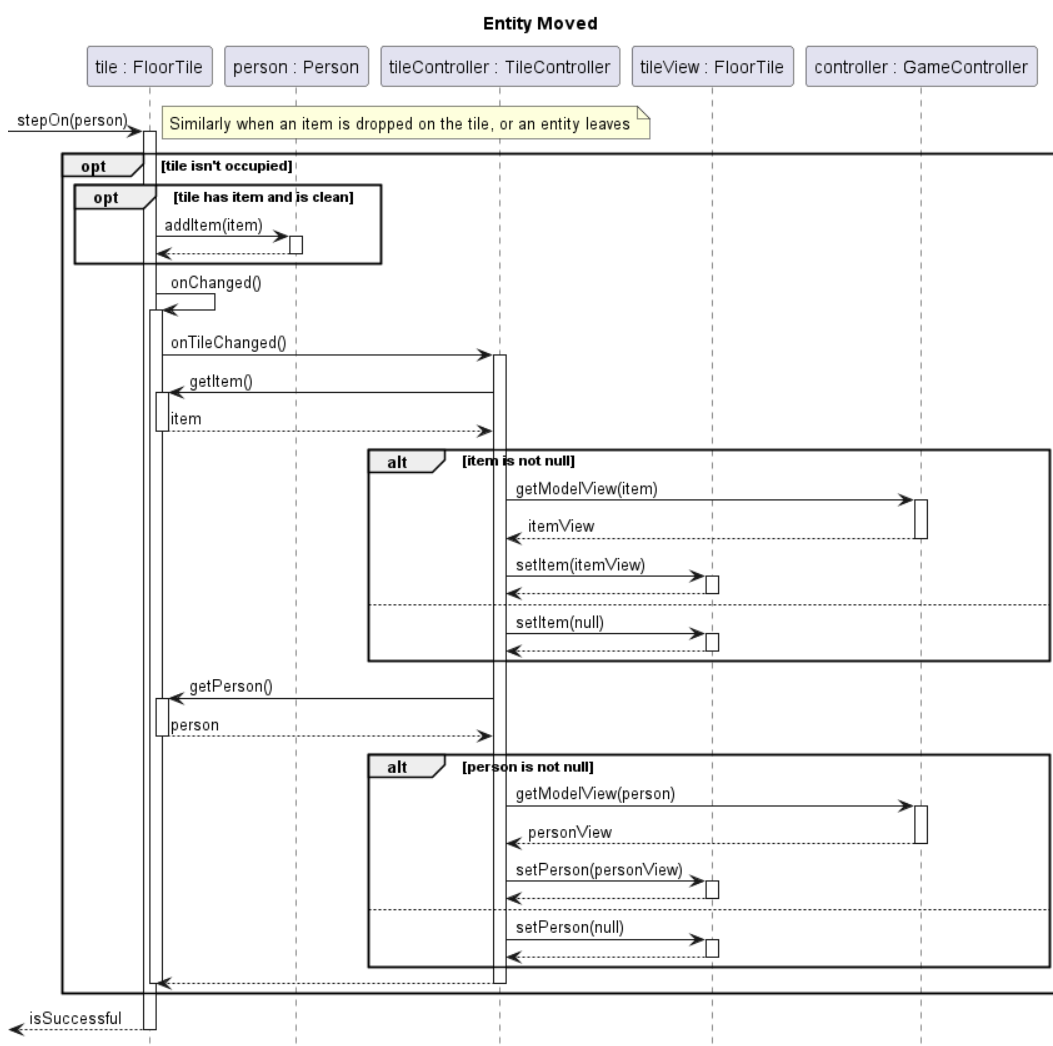 Entity Moved
tile : FloorTile
person : Person
tileController : TileController
tileView : FloorTile
controller : GameController
stepOn(person)
Similarly when an item is dropped on the tile, or an entity leaves
opt
[tile isn't occupied]
opt
[tile has item and is clean]
addItem(item)
onChanged()
onTileChanged()
getItem()
item
alt
[item is not null]
getModelView(item)
itemView
setItem(itemView)
setItem(null)
getPerson()
person
alt
[person is not null]
getModelView(person)
personView
setPerson(personView)
setPerson(null)
isSuccessful